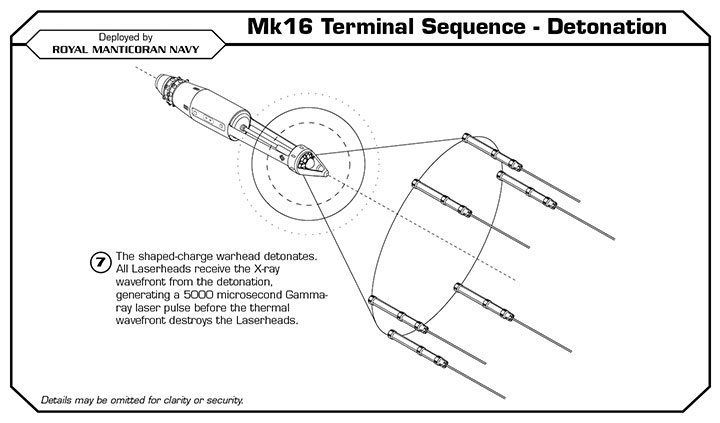 Mk16 Terminal Sequence - Detonation
Deployed by
ROYAL MANTICORAN NAVY
7
The shaped-charge warhead detonates.
All Laserheads receive the X-ray
wavefront from the detonation,
generating a 5000 microsecond Gamma-
ray laser pulse before the thermal
wavefront destroys the Laserheads.
Details may be omitted for clarity or security.